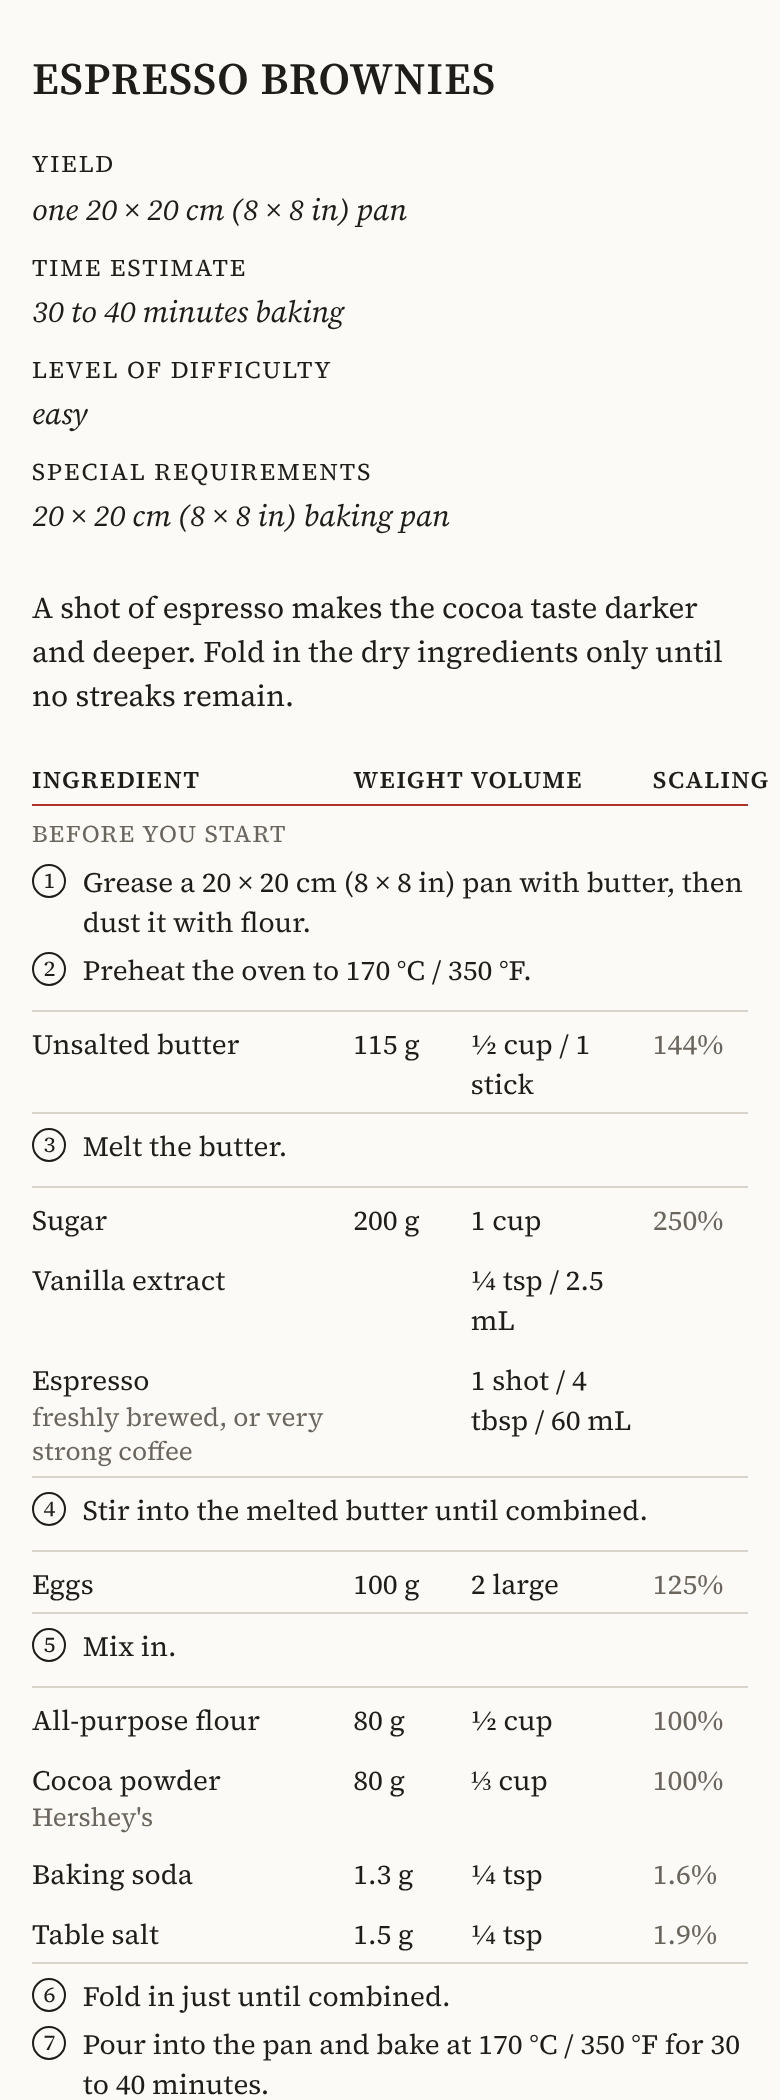 ESPRESSO BROWNIES
YIELD
one 20 × 20 cm (8 × 8 in) pan
TIME ESTIMATE
30 to 40 minutes baking
LEVEL OF DIFFICULTY
easy
SPECIAL REQUIREMENTS
20 × 20 cm (8 × 8 in) baking pan
A shot of espresso makes the cocoa taste darker
and deeper. Fold in the dry ingredients only until
no streaks remain.
INGREDIENT WEIGHT VOLUME SCALING
BEFORE YOU START
1 Grease a 20 × 20 cm (8 × 8 in) pan with butter, then
dust it with flour.
2 Preheat the oven to 170 °C / 350 °F.
Unsalted butter 115 g ½ cup / 1 144%
stick
3 Melt the butter.
Sugar 200 g 1 cup 250%
Vanilla extract ¼ tsp / 2.5
mL
Espresso 1 shot / 4
freshly brewed, or very tbsp / 60 mL
strong coffee
4 Stir into the melted butter until combined.
Eggs 100 g 2 large 125%
5 Mix in.
All-purpose flour 80 g ½ cup 100%
Cocoa powder 80 g ⅓ cup 100%
Hershey's
Baking soda 1.3 g ¼ tsp 1.6%
Table salt 1.5 g ¼ tsp 1.9%
6 Fold in just until combined.
7 Pour into the pan and bake at 170 °C / 350 °F for 30
to 40 minutes.